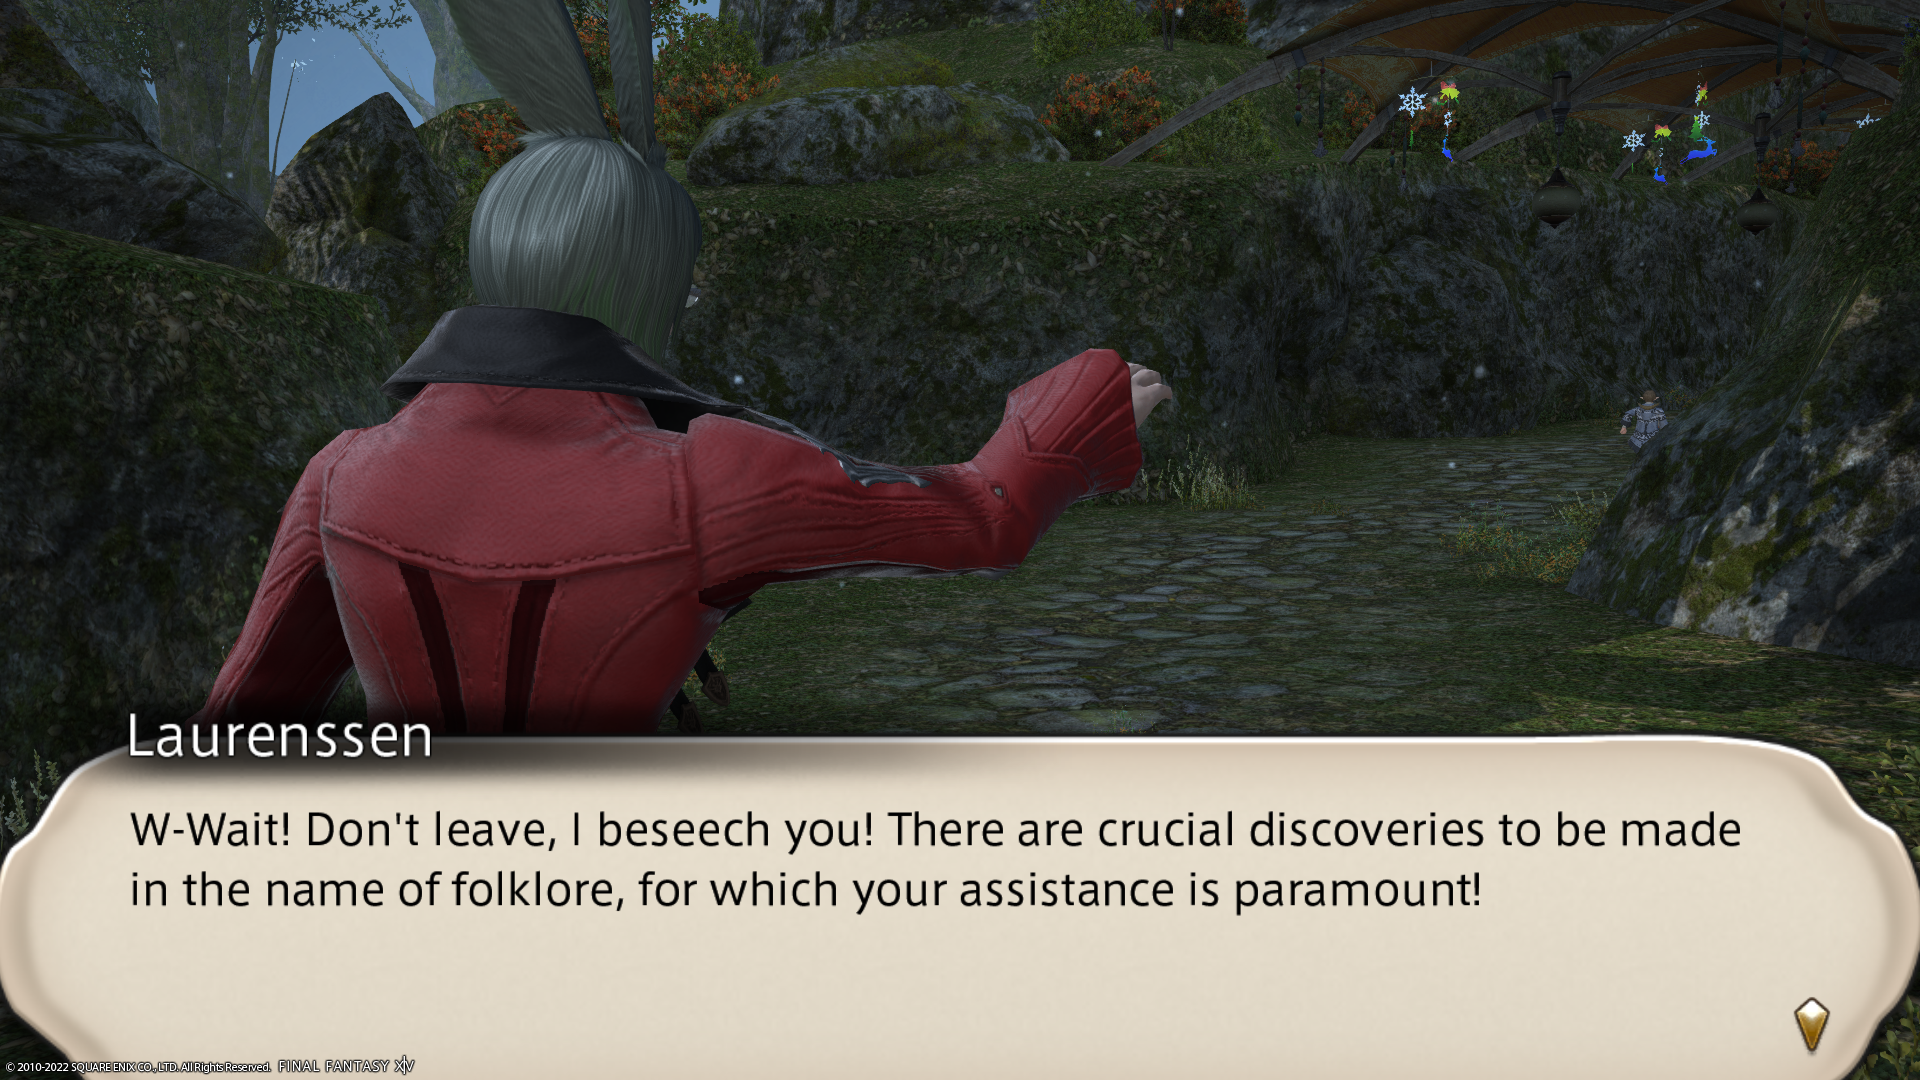 Laurenssen
W-Wait! Don't leave, I beseech you! There are crucial discoveries to be made
in the name of folklore, for which your assistance is paramount!
© 2010-2022 SQUARE ENIX CO., LTD. All Rights Reserved. FINAL FANTASY XIV